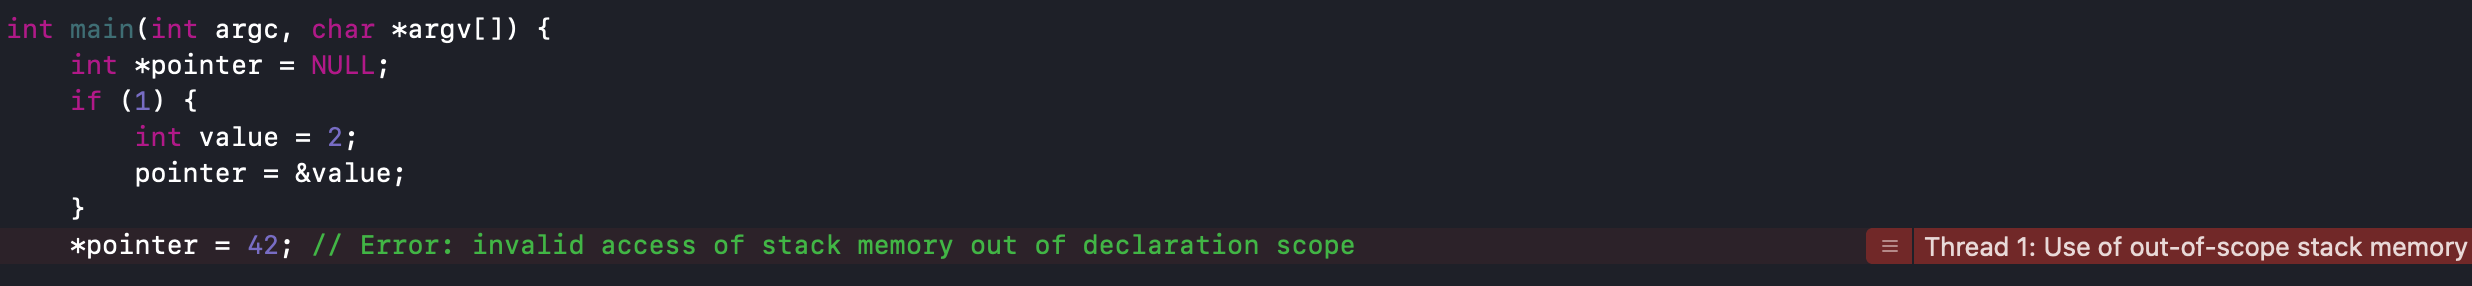 int main(int argc, char *argv[]) {
    int *pointer = NULL;
    if (1) {
        int value = 2;
        pointer = &value;
    }
    *pointer = 42; // Error: invalid access of stack memory out of declaration scope
Thread 1: Use of out-of-scope stack memory